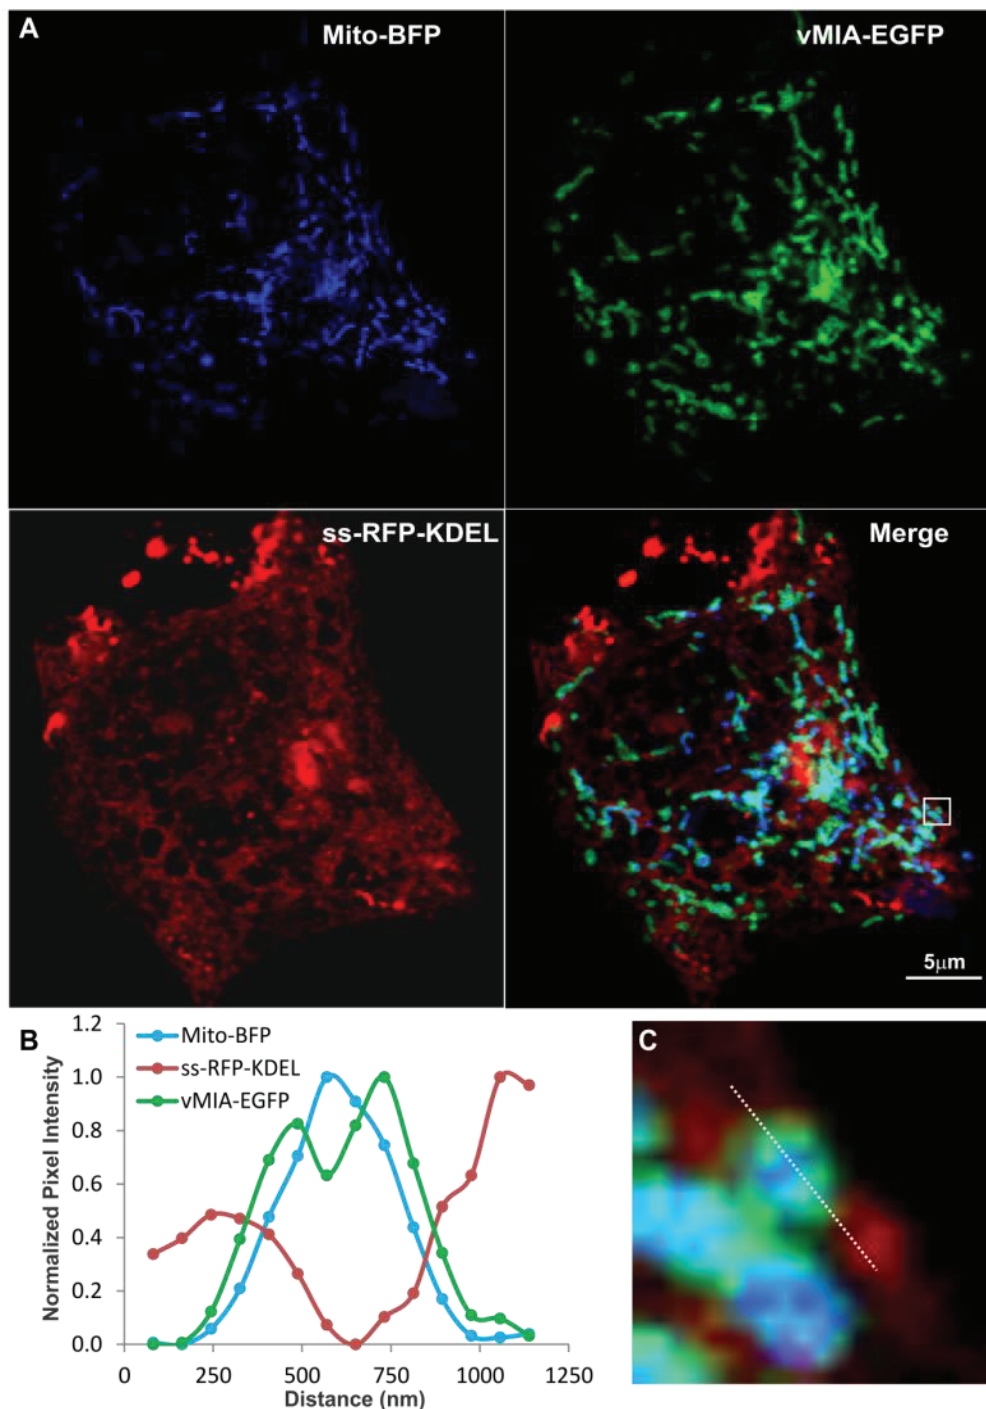 A
Mito-BFP
vMIA-EGFP
ss-RFP-KDEL
Merge
5μm
B
Mito-BFP
ss-RFP-KDEL
vMIA-EGFP
Normalized Pixel Intensity
1.2
1.0
0.8
0.6
0.4
0.2
0.0
0 250 500 750 1000 1250
Distance (nm)
C